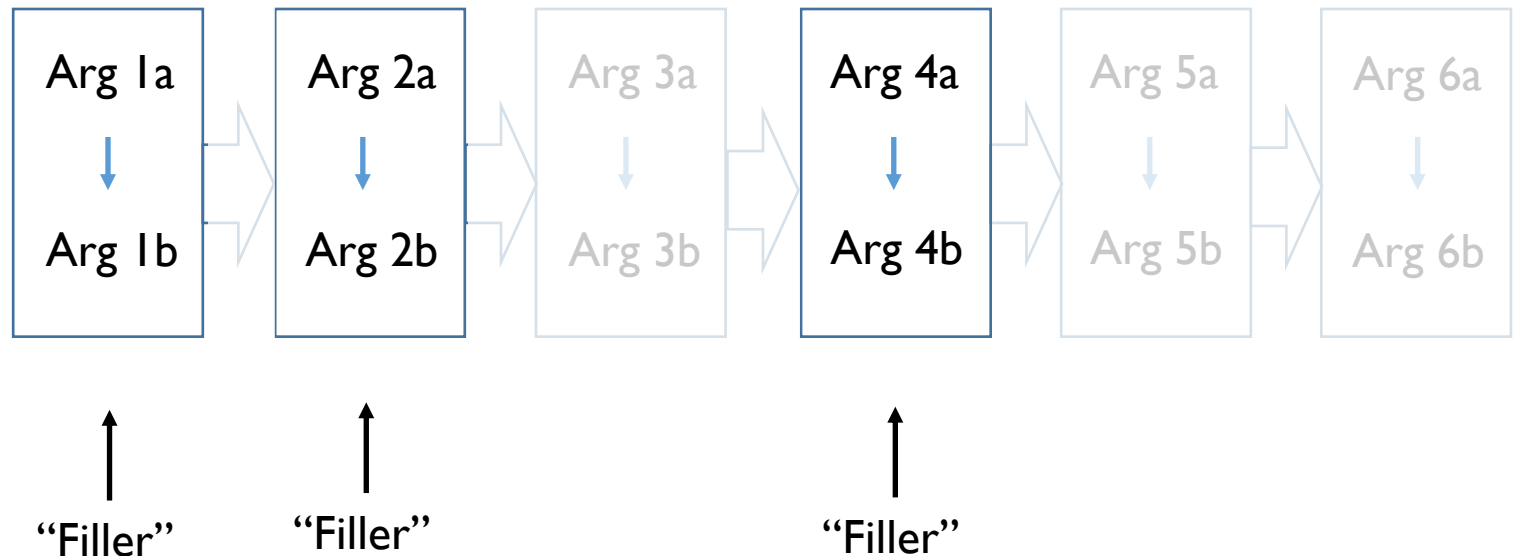 Arg 1a
Arg 2a
Arg 3a
Arg 4a
Arg 5a
Arg 6a
Arg 1b
Arg 2b
Arg 3b
Arg 4b
Arg 5b
Arg 6b
“Filler”
“Filler”
“Filler”